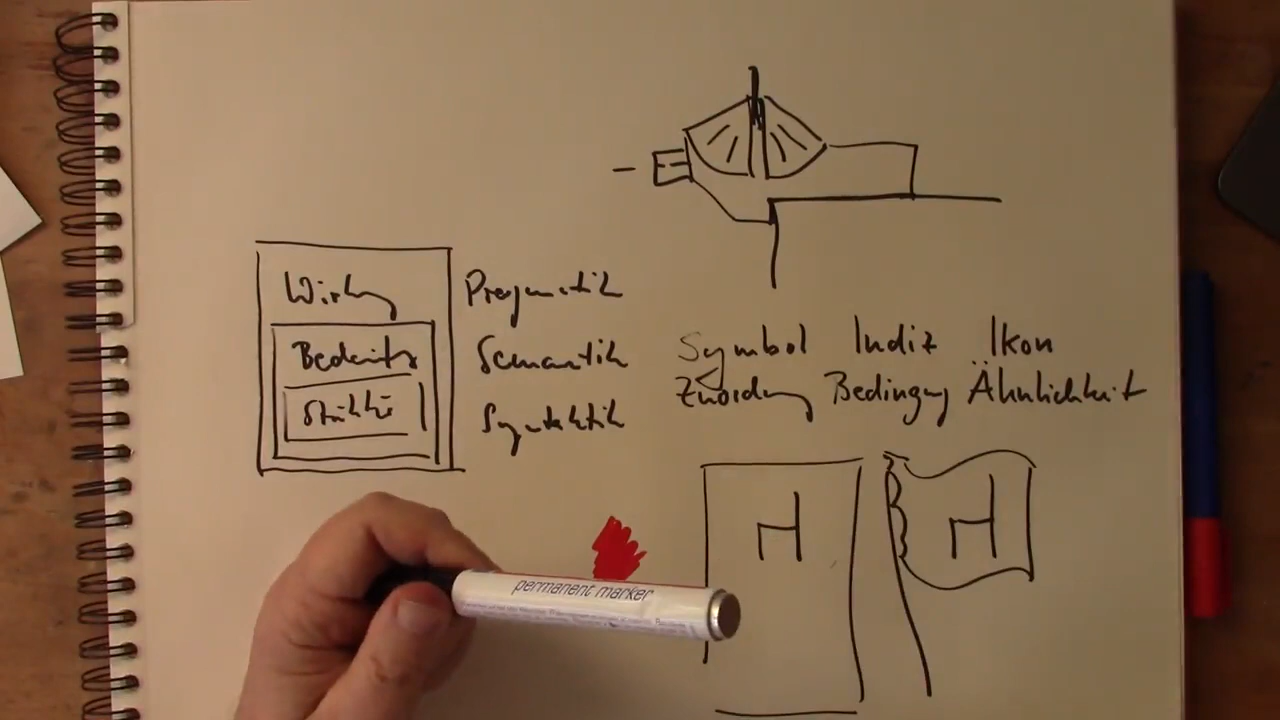 Wirkung Pragmatik
Bedeutung Semantik
Struktur Syntaktik
Symbol Indiz Ikon
Zuordnung Bedingung Ähnlichkeit
permanent marker